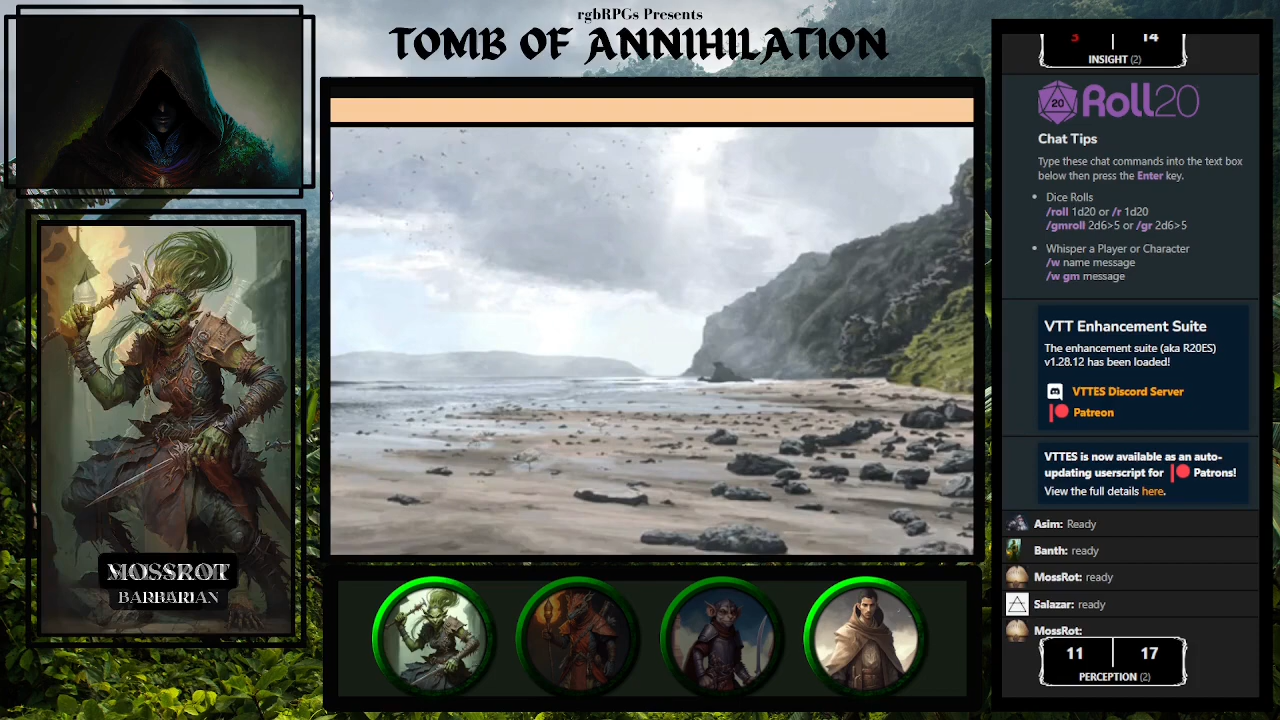 rgbRPGs Presents
TOMB OF ANNIHILATION
MOSSROT
BARBARIAN
3 14
INSIGHT (2)
20 Roll20
Chat Tips
Type these chat commands into the text box
below then press the Enter key.
• Dice Rolls
/roll 1d20 or /r 1d20
/gmroll 2d6>5 or /gr 2d6>5
• Whisper a Player or Character
/w name message
/w gm message
VTT Enhancement Suite
The enhancement suite (aka R20ES)
v1.28.12 has been loaded!
VTTES Discord Server
Patreon
VTTES is now available as an auto-
updating userscript for Patrons!
View the full details here.
Asim: Ready
Banth: ready
MossRot: ready
Salazar: ready
MossRot:
11 17
PERCEPTION (2)